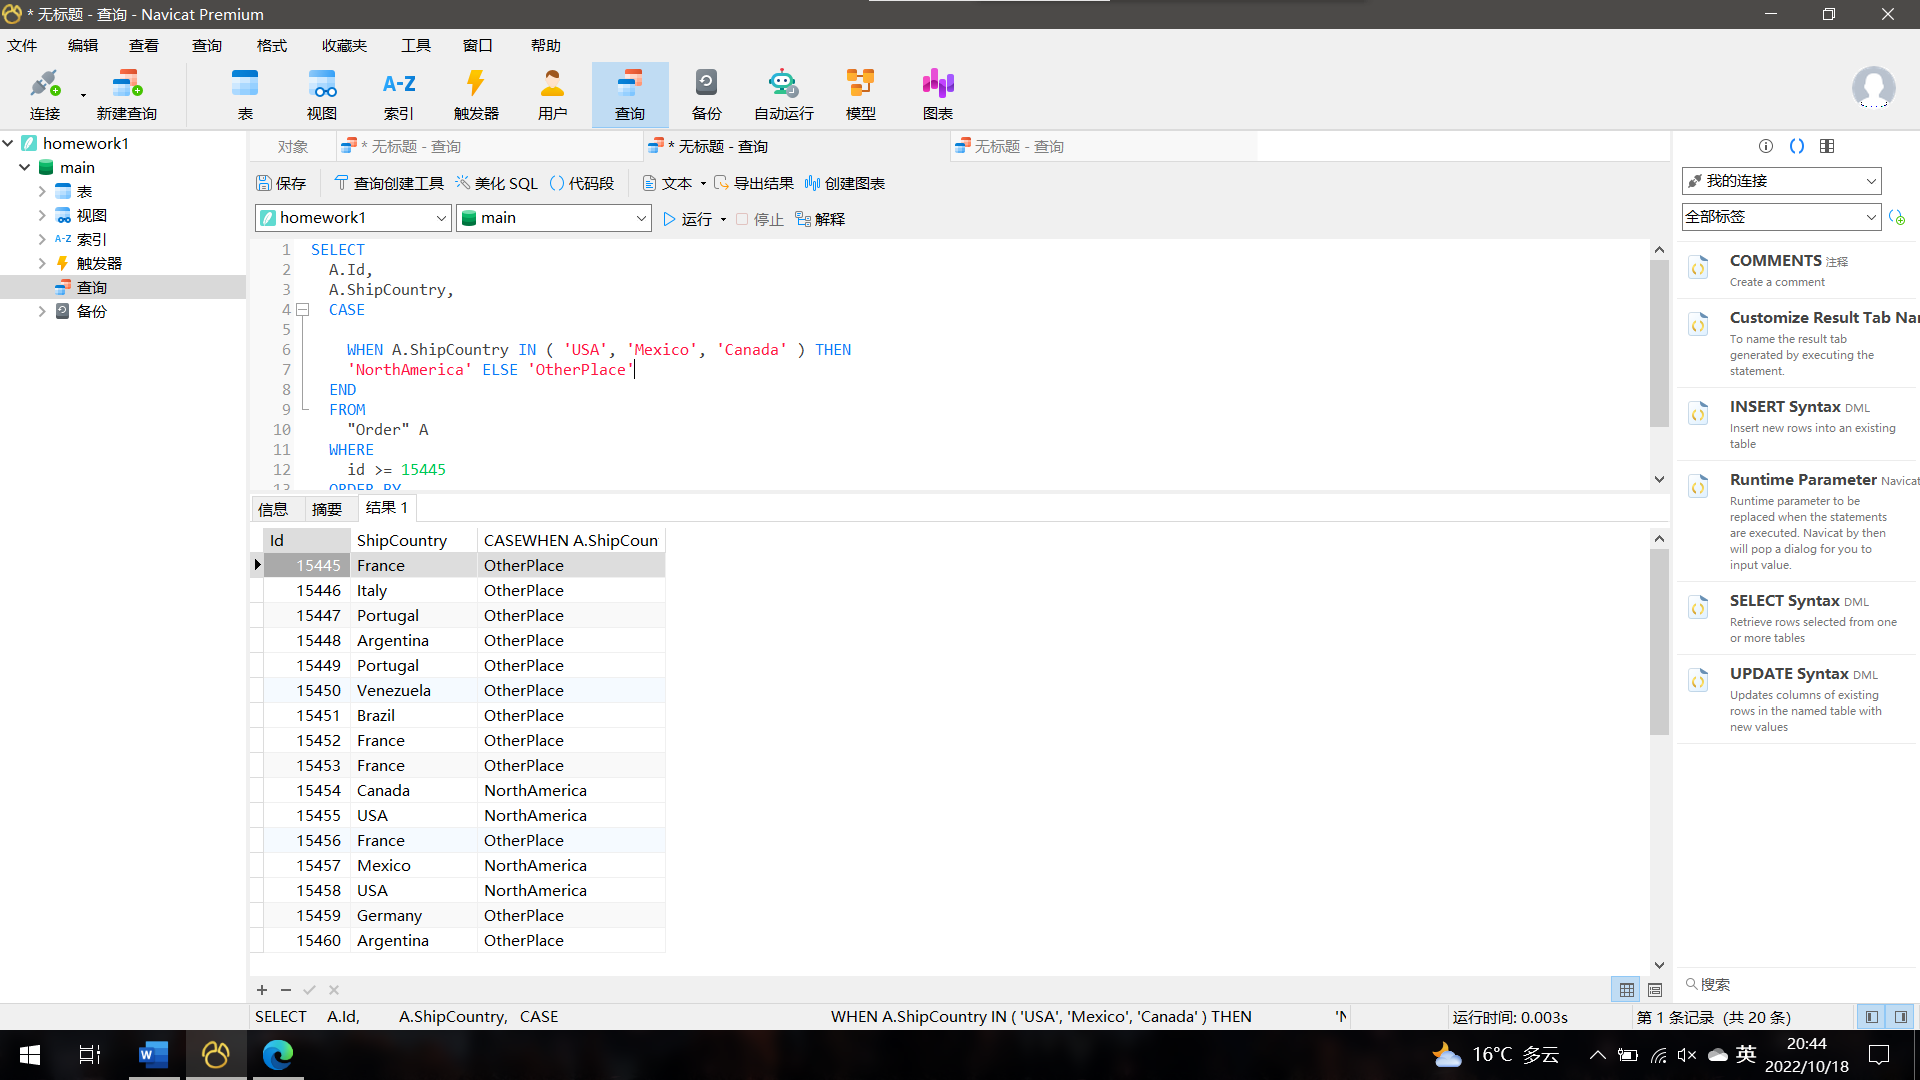 * 无标题 - 查询 - Navicat Premium
文件 编辑 查看 查询 格式 收藏夹 工具 窗口 帮助
连接 新建查询 表 视图 A-Z 索引 触发器 用户 查询 备份 自动运行 模型 图表
homework1
main
表
视图
A-Z 索引
触发器
查询
备份
对象 * 无标题 - 查询 * 无标题 - 查询 无标题 - 查询
保存 查询创建工具 美化 SQL () 代码段 文本 导出结果 创建图表
homework1 main 运行 停止 解释
1 SELECT
2 A.Id,
3 A.ShipCountry,
4 CASE
5
6 WHEN A.ShipCountry IN ( 'USA', 'Mexico', 'Canada' ) THEN
7 'NorthAmerica' ELSE 'OtherPlace'
8 END
9 FROM
10 "Order" A
11 WHERE
12 id >= 15445
13 ORDER BY
信息 摘要 结果 1
Id ShipCountry CASEWHEN A.ShipCoun
15445 France OtherPlace
15446 Italy OtherPlace
15447 Portugal OtherPlace
15448 Argentina OtherPlace
15449 Portugal OtherPlace
15450 Venezuela OtherPlace
15451 Brazil OtherPlace
15452 France OtherPlace
15453 France OtherPlace
15454 Canada NorthAmerica
15455 USA NorthAmerica
15456 France OtherPlace
15457 Mexico NorthAmerica
15458 USA NorthAmerica
15459 Germany OtherPlace
15460 Argentina OtherPlace
SELECT A.Id, A.ShipCountry, CASE WHEN A.ShipCountry IN ( 'USA', 'Mexico', 'Canada' ) THEN 'N
运行时间: 0.003s
第 1 条记录 (共 20 条)
我的连接
全部标签
COMMENTS 注释
Create a comment
Customize Result Tab Nar
To name the result tab
generated by executing the
statement.
INSERT Syntax DML
Insert new rows into an existing
table
Runtime Parameter Navicat
Runtime parameter to be
replaced when the statements
are executed. Navicat by then
will pop a dialog for you to
input value.
SELECT Syntax DML
Retrieve rows selected from one
or more tables
UPDATE Syntax DML
Updates columns of existing
rows in the named table with
new values
搜索
16°C 多云
英
20:44
2022/10/18